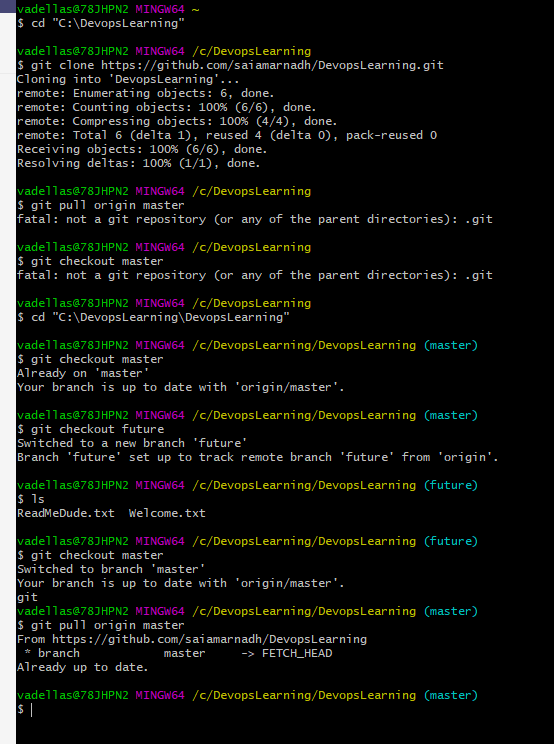 vadellas@78JHPN2 MINGW64 ~
$ cd "C:\DevopsLearning"
vadellas@78JHPN2 MINGW64 /c/DevopsLearning
$ git clone https://github.com/saiamarnadh/DevopsLearning.git
Cloning into 'DevopsLearning'...
remote: Enumerating objects: 6, done.
remote: Counting objects: 100% (6/6), done.
remote: Compressing objects: 100% (4/4), done.
remote: Total 6 (delta 1), reused 4 (delta 0), pack-reused 0
Receiving objects: 100% (6/6), done.
Resolving deltas: 100% (1/1), done.
vadellas@78JHPN2 MINGW64 /c/DevopsLearning
$ git pull origin master
fatal: not a git repository (or any of the parent directories): .git
vadellas@78JHPN2 MINGW64 /c/DevopsLearning
$ git checkout master
fatal: not a git repository (or any of the parent directories): .git
vadellas@78JHPN2 MINGW64 /c/DevopsLearning
$ cd "C:\DevopsLearning\DevopsLearning"
vadellas@78JHPN2 MINGW64 /c/DevopsLearning/DevopsLearning (master)
$ git checkout master
Already on 'master'
Your branch is up to date with 'origin/master'.
vadellas@78JHPN2 MINGW64 /c/DevopsLearning/DevopsLearning (master)
$ git checkout future
Switched to a new branch 'future'
Branch 'future' set up to track remote branch 'future' from 'origin'.
vadellas@78JHPN2 MINGW64 /c/DevopsLearning/DevopsLearning (future)
$ ls
ReadMeDude.txt  Welcome.txt
vadellas@78JHPN2 MINGW64 /c/DevopsLearning/DevopsLearning (future)
$ git checkout master
Switched to branch 'master'
Your branch is up to date with 'origin/master'.
git
vadellas@78JHPN2 MINGW64 /c/DevopsLearning/DevopsLearning (master)
$ git pull origin master
From https://github.com/saiamarnadh/DevopsLearning
 * branch            master     -> FETCH_HEAD
Already up to date.
vadellas@78JHPN2 MINGW64 /c/DevopsLearning/DevopsLearning (master)
$